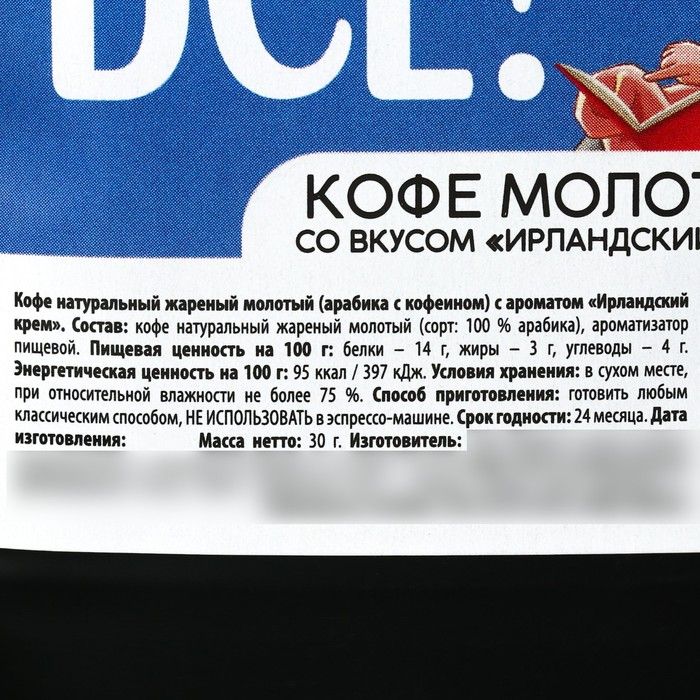 ВСЁ!
КОФЕ МОЛОТ
СО ВКУСОМ «ИРЛАНДСКИЙ
Кофе натуральный жареный молотый (арабика с кофеином) с ароматом «Ирландский
крем». Состав: кофе натуральный жареный молотый (сорт: 100 % арабика), ароматизатор
пищевой. Пищевая ценность на 100 г: белки – 14 г, жиры – 3 г, углеводы – 4 г.
Энергетическая ценность на 100 г: 95 ккал / 397 кДж. Условия хранения: в сухом месте,
при относительной влажности не более 75 %. Способ приготовления: готовить любым
классическим способом, НЕ ИСПОЛЬЗОВАТЬ в эспрессо-машине. Срок годности: 24 месяца. Дата
изготовления: Масса нетто: 30 г. Изготовитель: